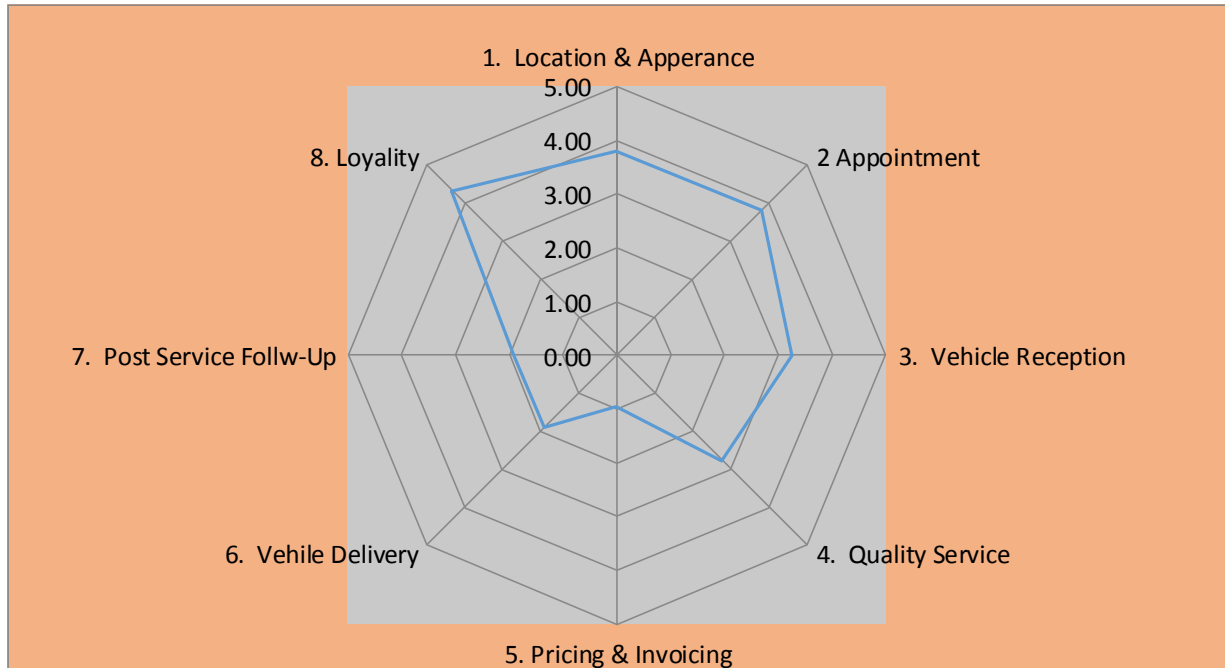 1. Location & Apperance
5.00
4.00
8. Loyality
2 Appointment
3.00
2.00
1.00
7. Post Service Follw-Up
0.00
3. Vehicle Reception
6. Vehile Delivery
4. Quality Service
5. Pricing & Invoicing